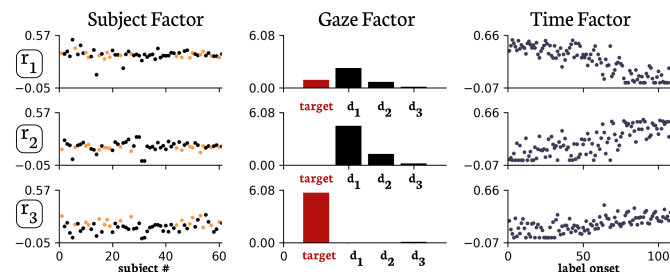 Subject Factor Gaze Factor Time Factor
0.57 6.08 0.66
r1
−0.05 0.00 −0.07
target d1 d2 d3
0.57 6.08 0.66
r2
−0.05 0.00 −0.07
target d1 d2 d3
0.57 6.08 0.66
r3
−0.05 0.00 −0.07
0 20 40 60 target d1 d2 d3 0 50
subject # label onset